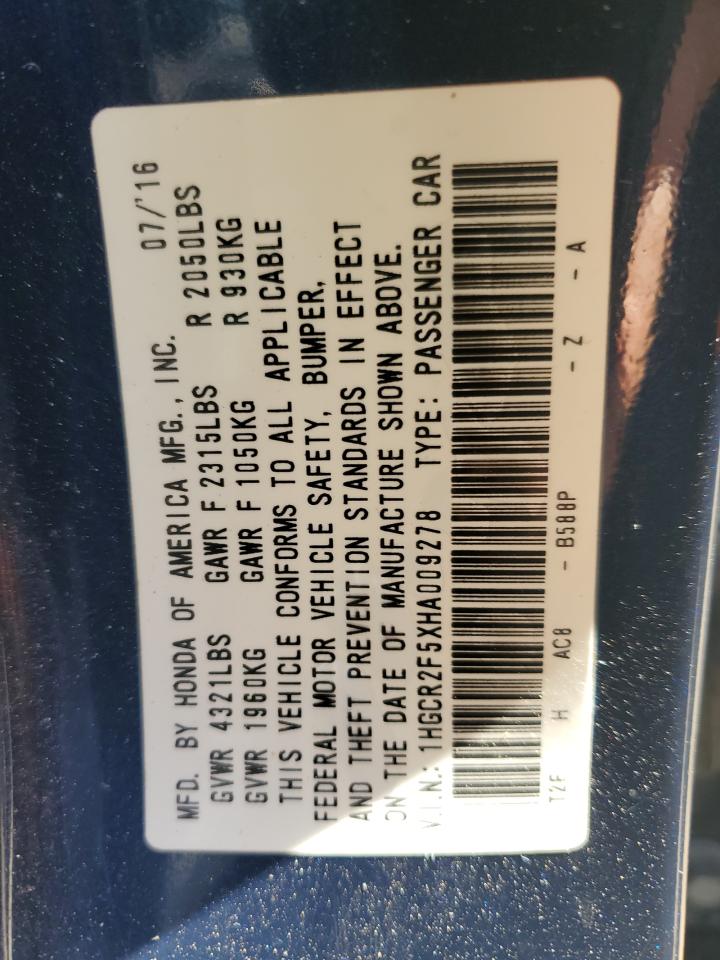 MFD. BY HONDA OF AMERICA MFG., INC. 07/'16
GVWR 4321LBS GAWR F 2315LBS R 2050LBS
GVWR 1960KG GAWR F 1050KG R 930KG
THIS VEHICLE CONFORMS TO ALL APPLICABLE
FEDERAL MOTOR VEHICLE SAFETY, BUMPER,
AND THEFT PREVENTION STANDARDS IN EFFECT
ON THE DATE OF MANUFACTURE SHOWN ABOVE.
V.I.N.: 1HGCR2F5XHA009278 TYPE: PASSENGER CAR
T2F H AC8 - B588P - Z - A